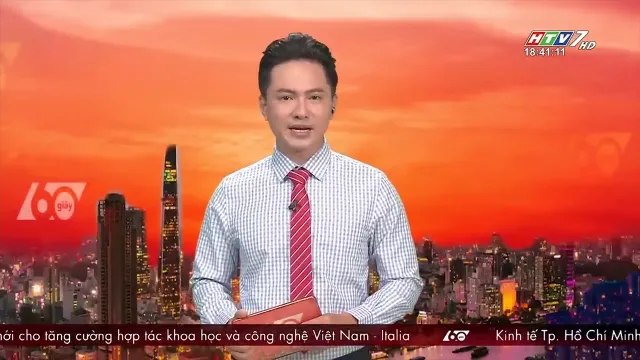 HTV7 HD
18:41:11
60 giây
mới cho tăng cường hợp tác khoa học và công nghệ Việt Nam - Italia 60 Kinh tế Tp. Hồ Chí Minh